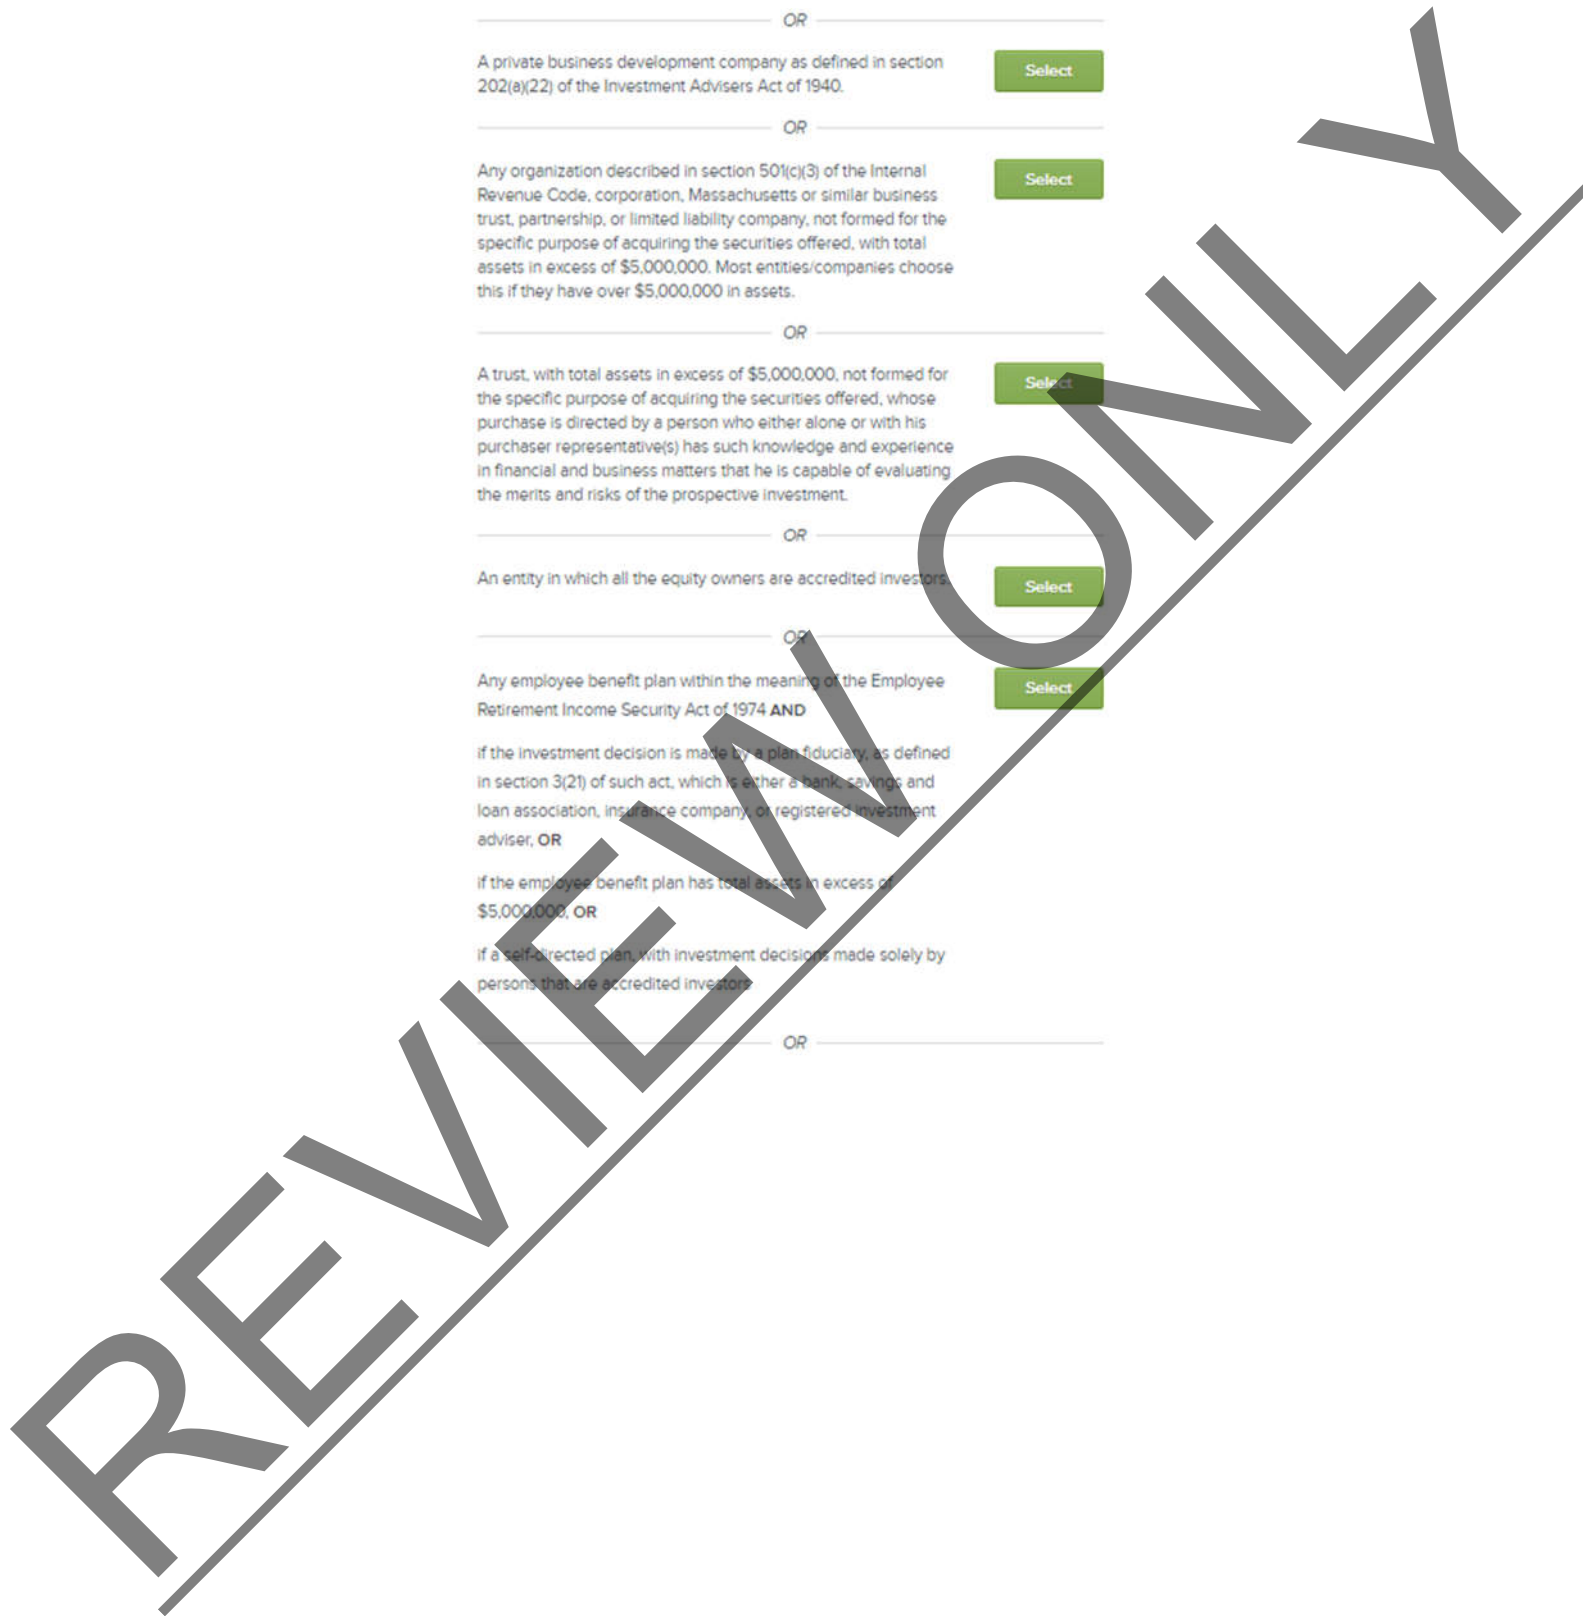 OR
A private business development company as defined in section
202(a)(22) of the Investment Advisers Act of 1940.
Select
OR
Any organization described in section 501(c)(3) of the Internal
Revenue Code, corporation, Massachusetts or similar business
trust, partnership, or limited liability company, not formed for the
specific purpose of acquiring the securities offered, with total
assets in excess of $5,000,000. Most entities/companies choose
this if they have over $5,000,000 in assets.
Select
OR
A trust, with total assets in excess of $5,000,000, not formed for
the specific purpose of acquiring the securities offered, whose
purchase is directed by a person who either alone or with his
purchaser representative(s) has such knowledge and experience
in financial and business matters that he is capable of evaluating
the merits and risks of the prospective investment.
Select
OR
An entity in which all the equity owners are accredited investors.
Select
OR
Any employee benefit plan within the meaning of the Employee
Retirement Income Security Act of 1974 AND
if the investment decision is made by a plan fiduciary, as defined
in section 3(21) of such act, which is either a bank, savings and
loan association, insurance company, or registered investment
adviser, OR
if the employee benefit plan has total assets in excess of
$5,000,000, OR
if a self-directed plan, with investment decisions made solely by
persons that are accredited investors
Select
OR
REVIEW ONLY